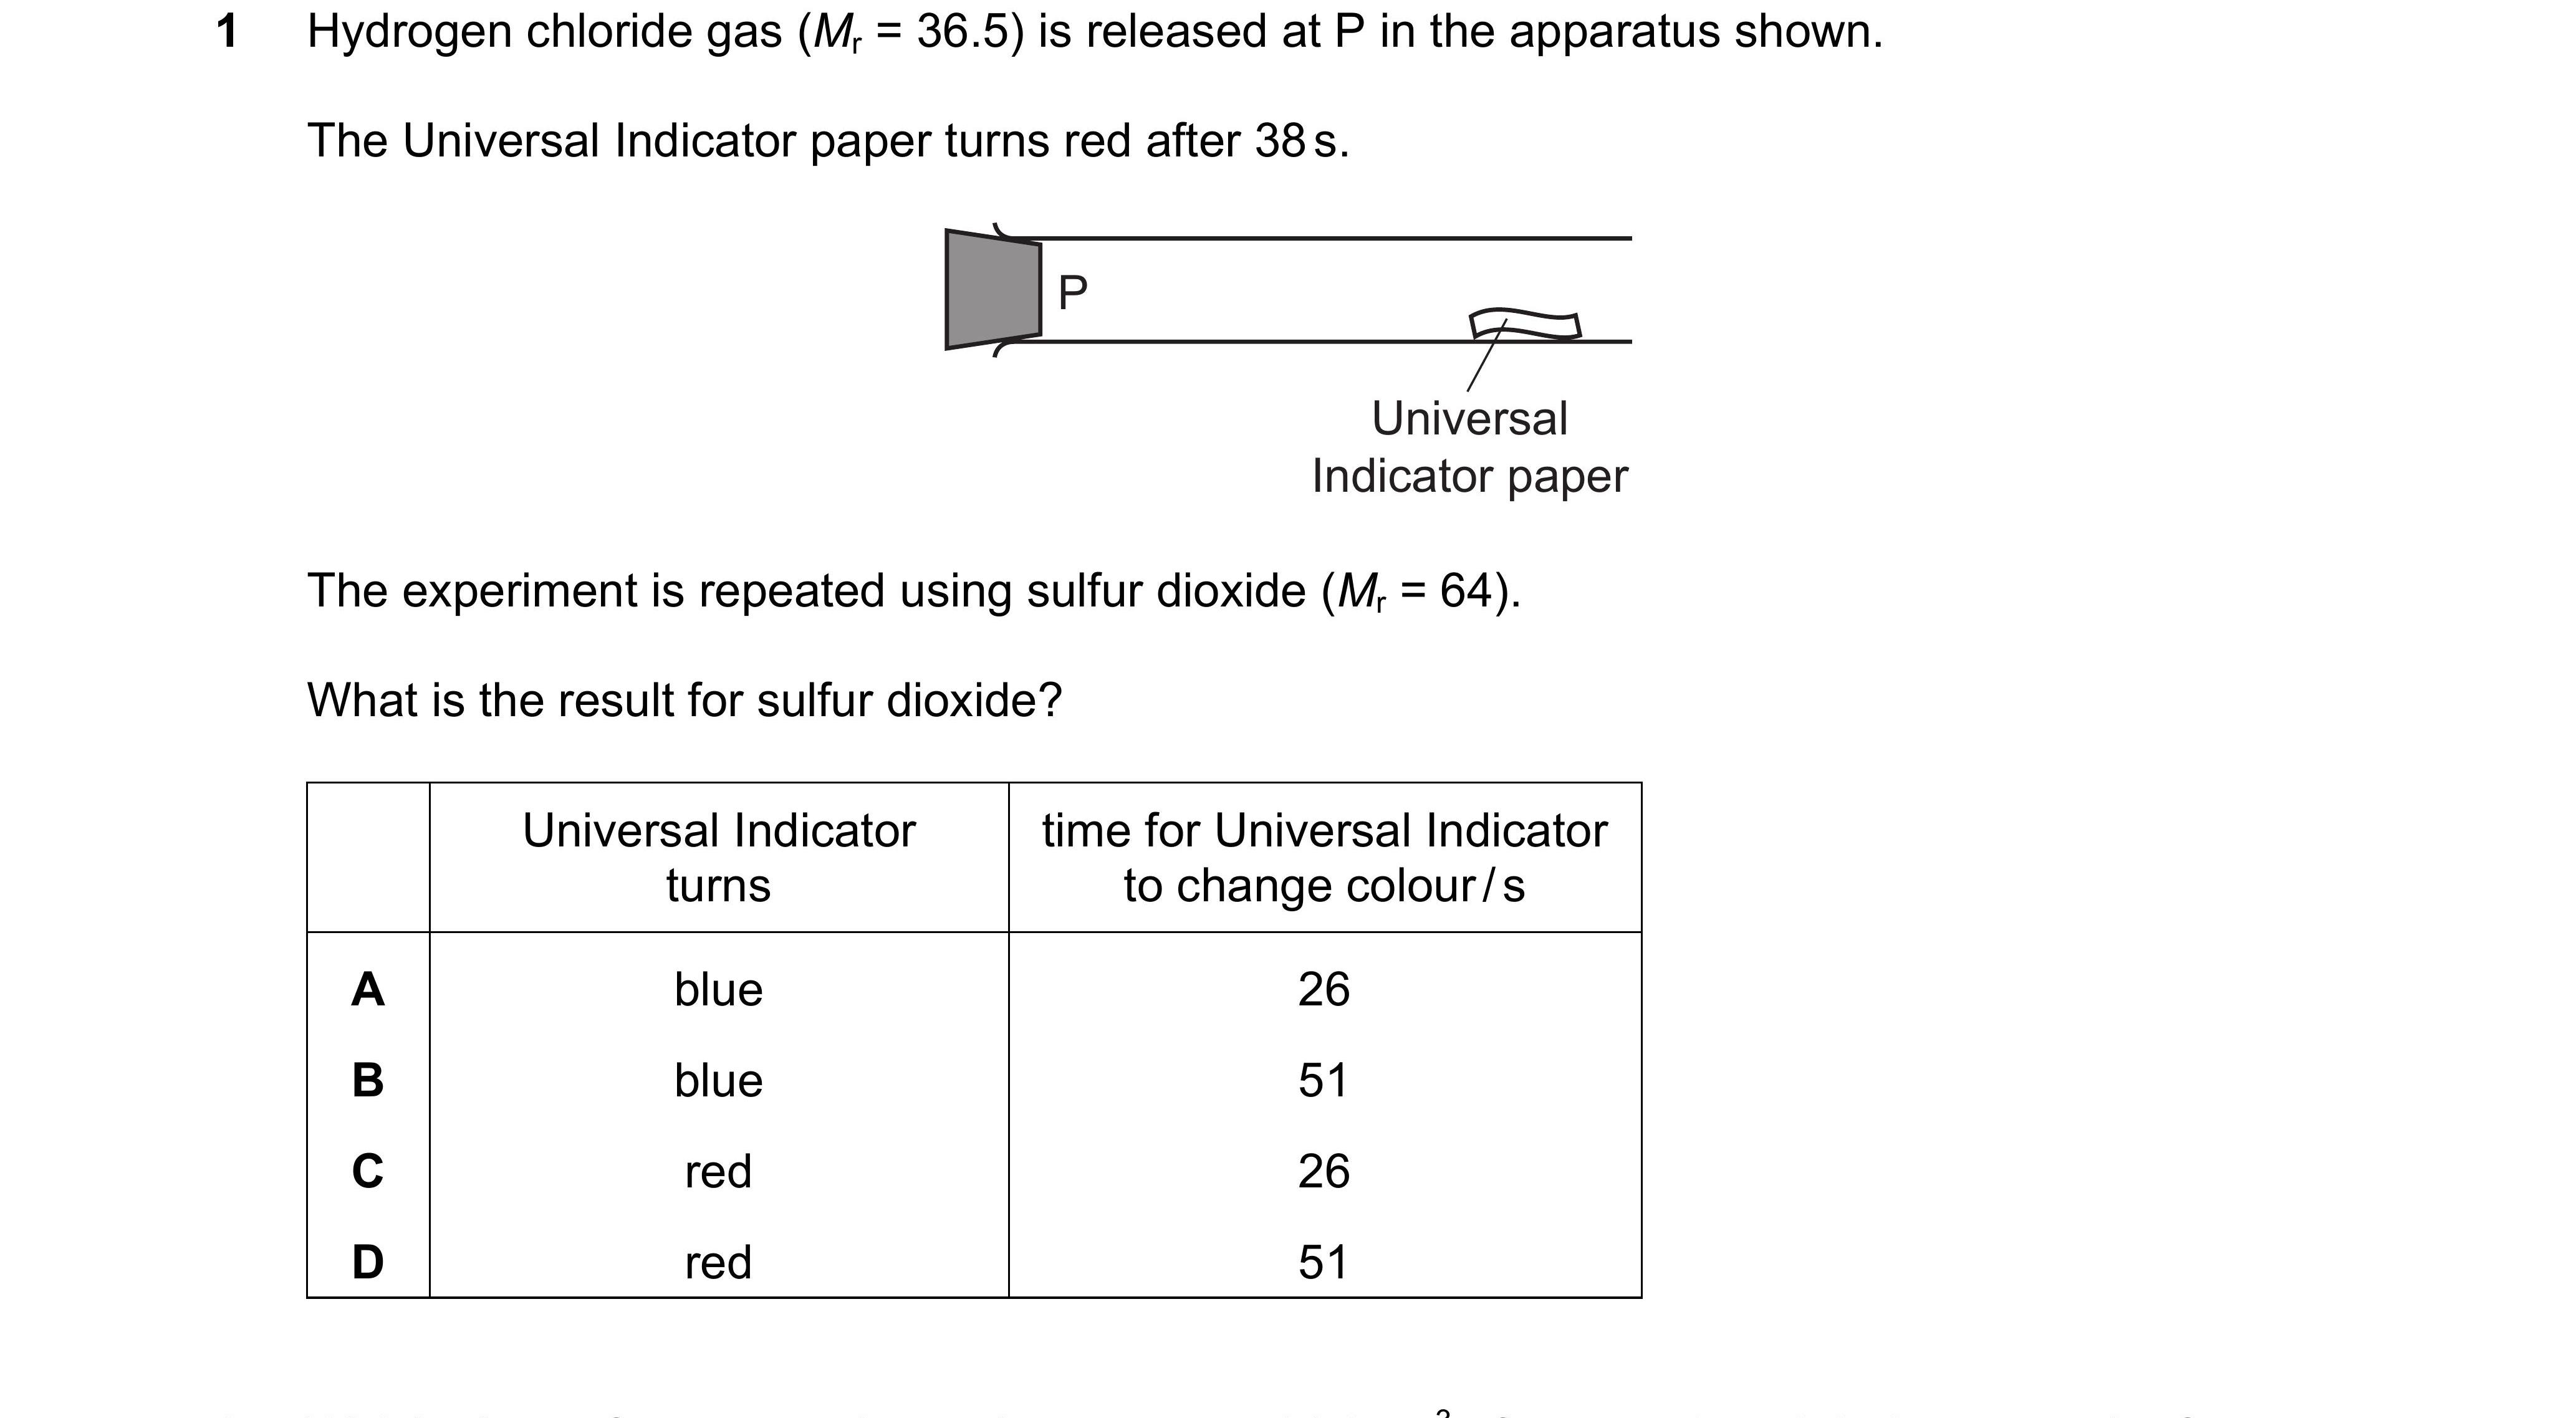 1 Hydrogen chloride gas (Mr = 36.5) is released at P in the apparatus shown.
The Universal Indicator paper turns red after 38 s.
P
Universal
Indicator paper
The experiment is repeated using sulfur dioxide (Mr = 64).
What is the result for sulfur dioxide?
Universal Indicator turns time for Universal Indicator to change colour / s
A blue 26
B blue 51
C red 26
D red 51